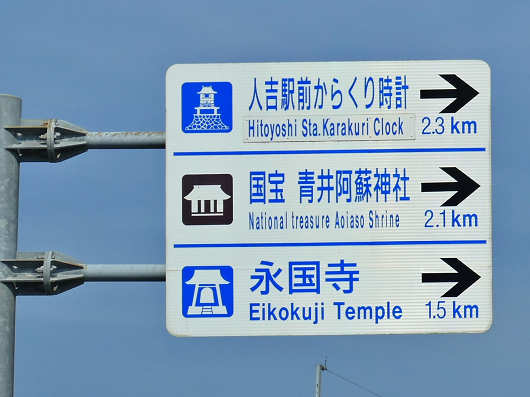 人吉駅前からくり時計
Hitoyoshi Sta.Karakuri Clock 2.3 km
国宝 青井阿蘇神社
National treasure Aoiaso Shrine 2.1 km
永国寺
Eikokuji Temple 1.5 km